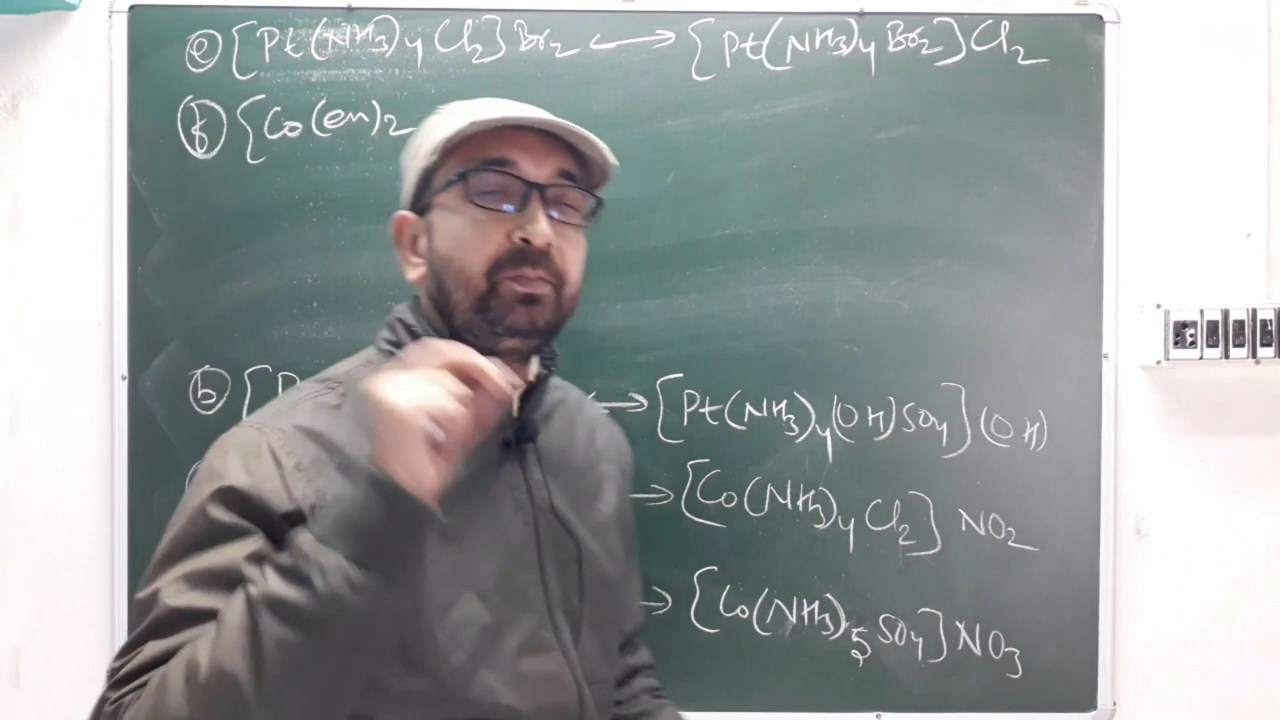 ⓔ [Pt(NH3)4Cl2]Br2 ⟷ [Pt(NH3)4Br2]Cl2
ⓕ [Co(en)2
ⓑ [P → [Pt(NH3)4(OH)SO4](OH)
→ [Co(NH3)4Cl2] NO2
→ [Co(NH3)5SO4]NO3